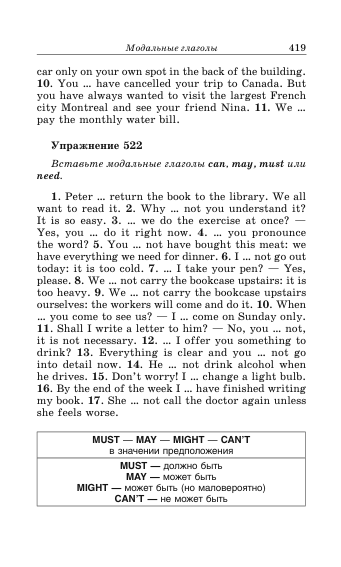 Модальные глаголы 419
car only on your own spot in the back of the building.
10. You ... have cancelled your trip to Canada. But
you have always wanted to visit the largest French
city Montreal and see your friend Nina. 11. We ...
pay the monthly water bill.
Упражнение 522
Вставьте модальные глаголы can, may, must или
need.
1. Peter ... return the book to the library. We all
want to read it. 2. Why ... not you understand it?
It is so easy. 3. ... we do the exercise at once? —
Yes, you ... do it right now. 4. ... you pronounce
the word? 5. You ... not have bought this meat: we
have everything we need for dinner. 6. I ... not go out
today: it is too cold. 7. ... I take your pen? — Yes,
please. 8. We ... not carry the bookcase upstairs: it is
too heavy. 9. We ... not carry the bookcase upstairs
ourselves: the workers will come and do it. 10. When
... you come to see us? — I ... come on Sunday only.
11. Shall I write a letter to him? — No, you ... not,
it is not necessary. 12. ... I offer you something to
drink? 13. Everything is clear and you ... not go
into detail now. 14. He ... not drink alcohol when
he drives. 15. Don't worry! I ... change a light bulb.
16. By the end of the week I ... have finished writing
my book. 17. She ... not call the doctor again unless
she feels worse.
MUST — MAY — MIGHT — CAN'T
в значении предположения
MUST — должно быть
MAY — может быть
MIGHT — может быть (но маловероятно)
CAN'T — не может быть